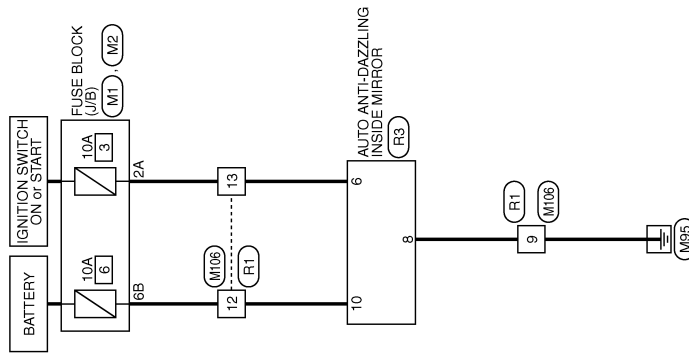 BATTERY
IGNITION SWITCH
ON or START
FUSE BLOCK
(J/B)
M1 , M2
10A
6
10A
3
6B
2A
M106
R1
12
13
AUTO ANTI-DAZZLING
INSIDE MIRROR
R3
10
6
8
R1
M106
9
M95